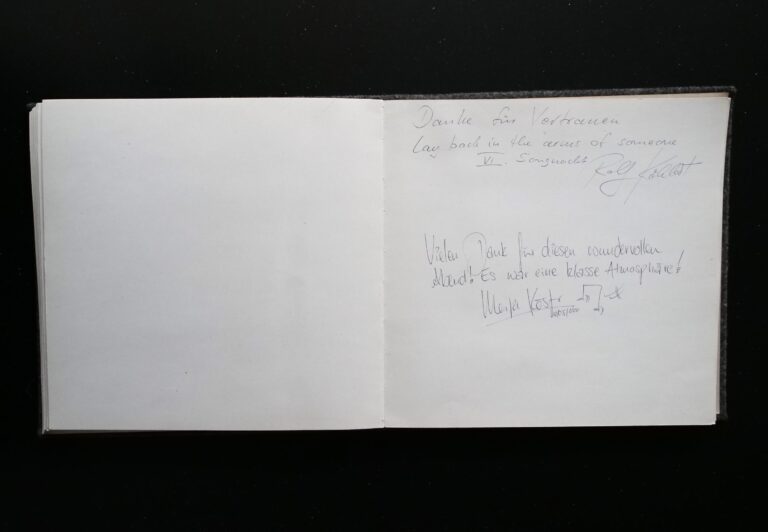 Danke für Vertrauen
Lay back in the arms of someone
VI. Songnacht Rolf
Vielen Dank für diesen wundervollen
Abend! Es war eine klasse Atmosphäre!